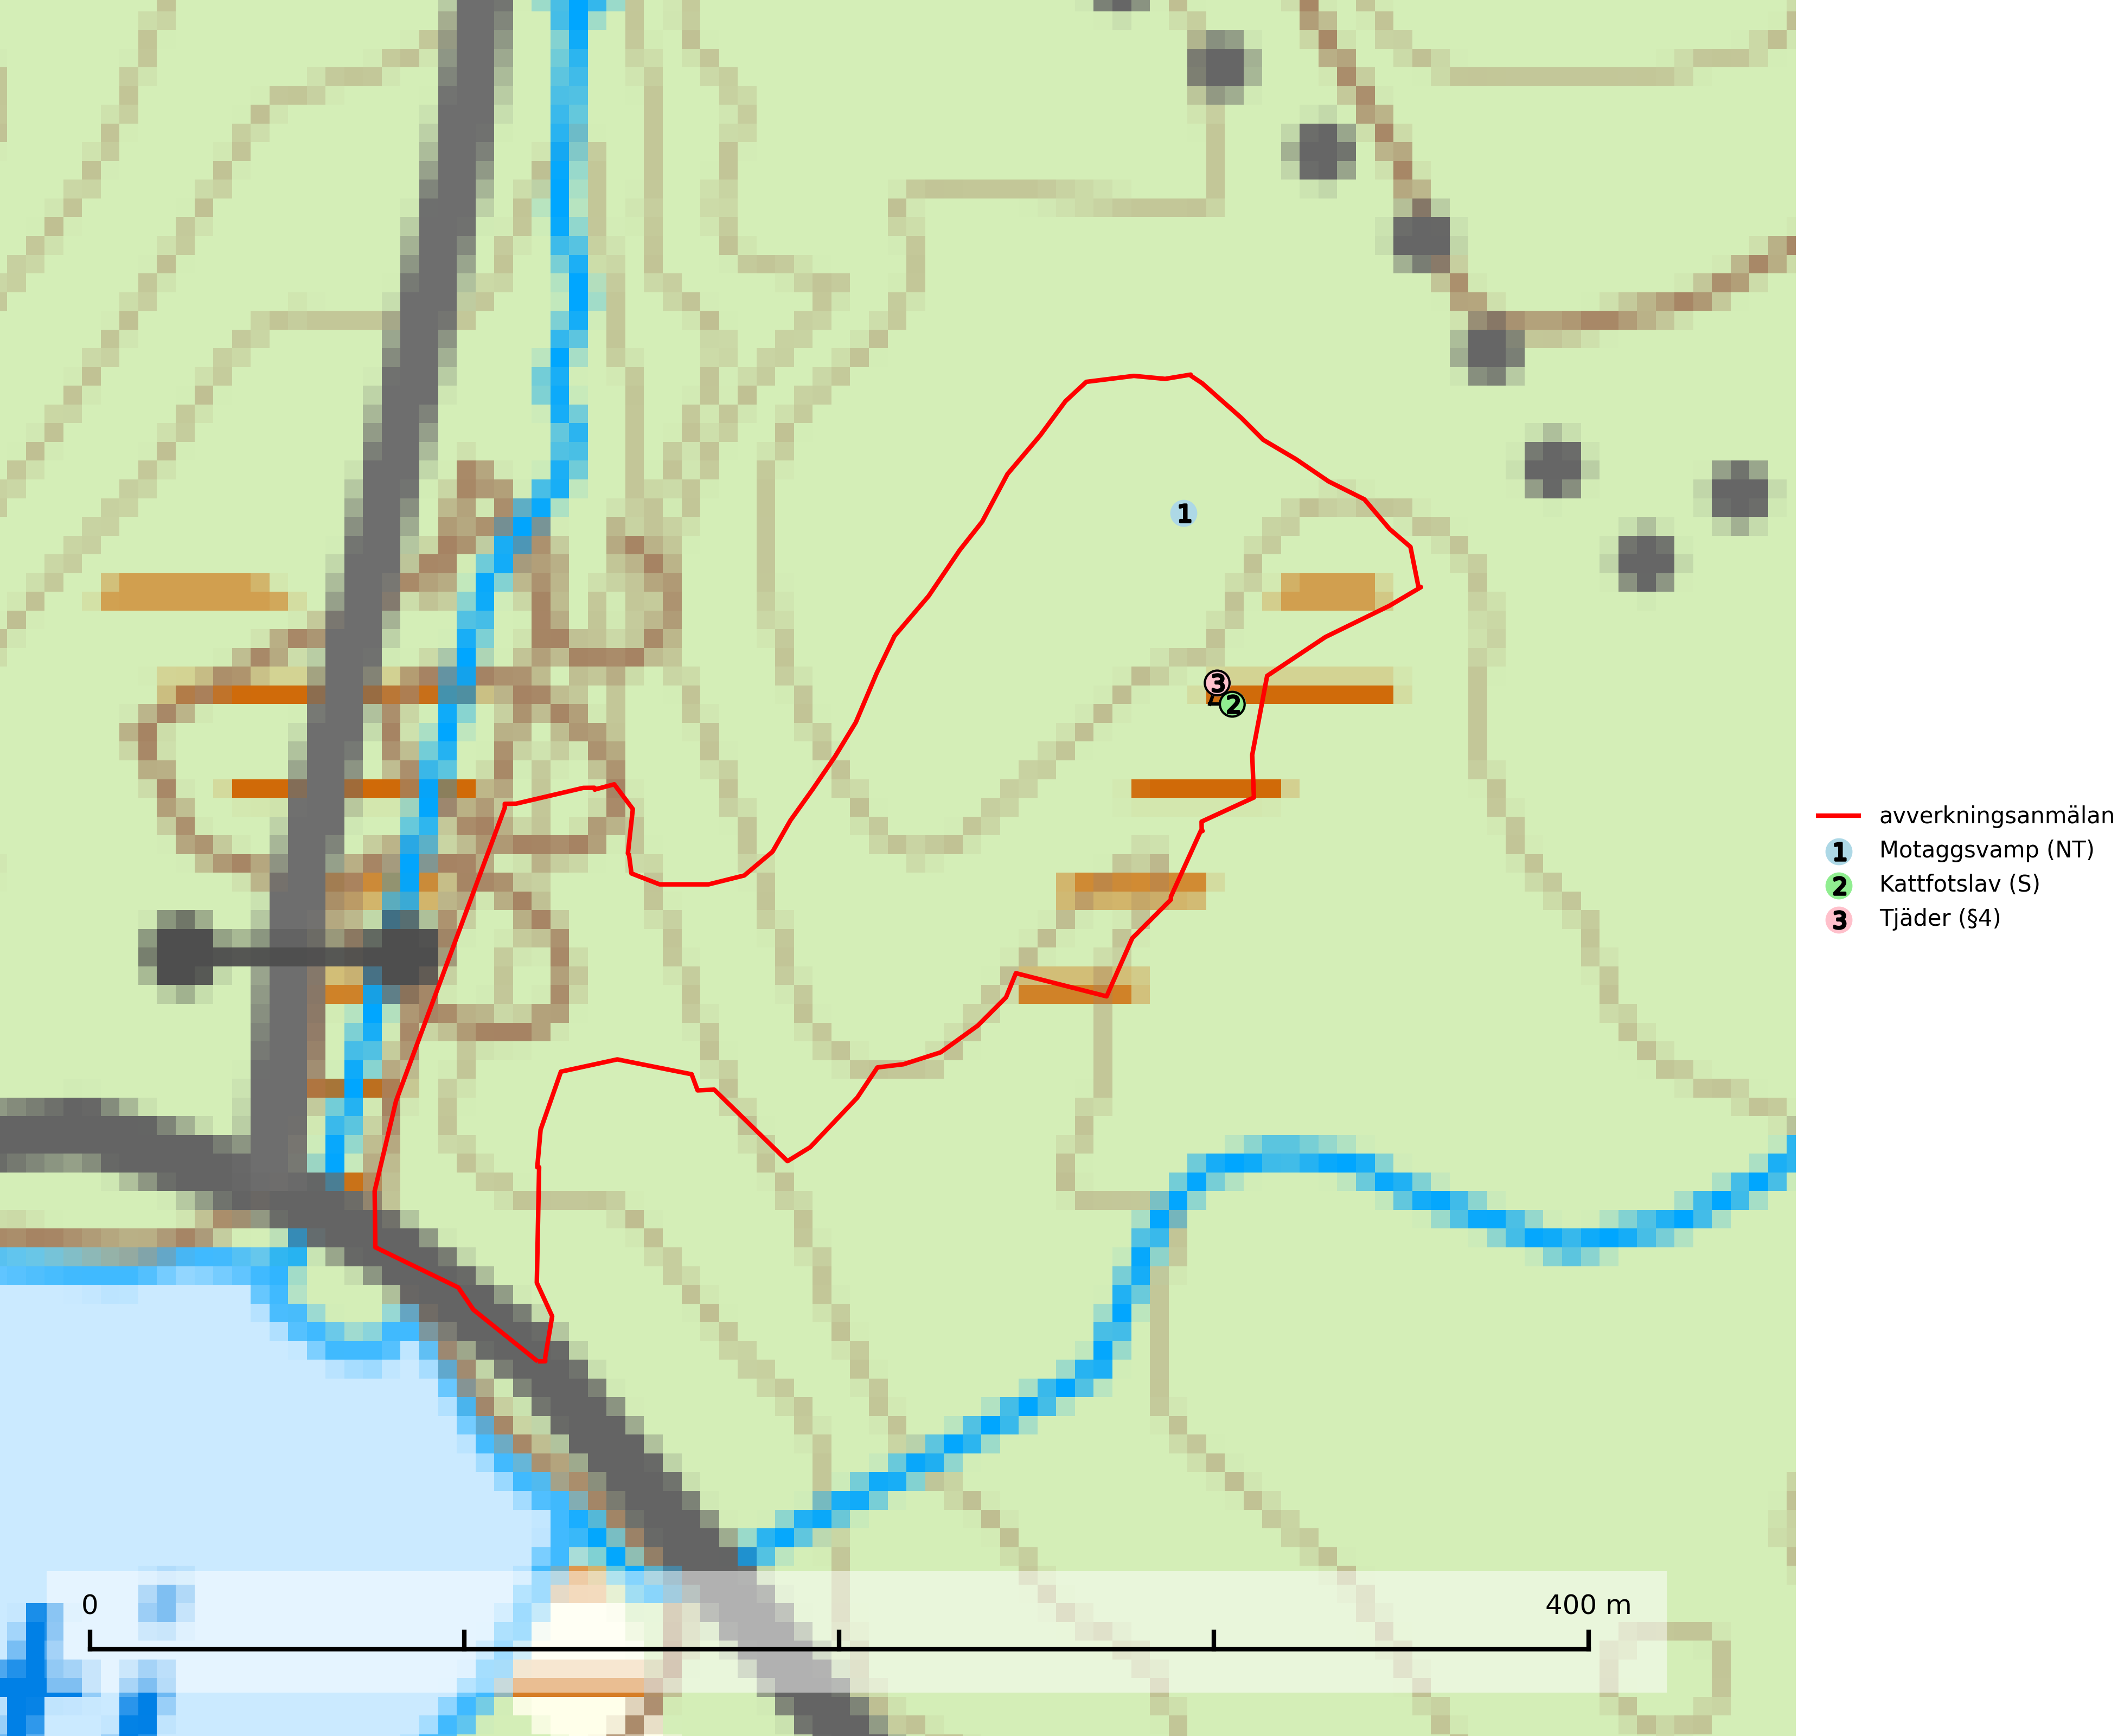 1
3
2
avverkningsanmälan
1 Motaggsvamp (NT)
2 Kattfotslav (S)
3 Tjäder (§4)
0 400 m